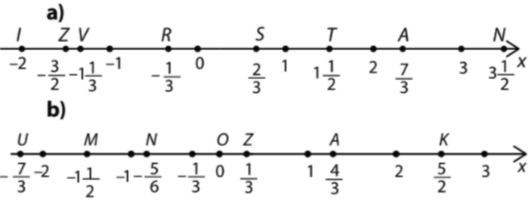 a)
I Z V R S T A N
-2 -3/2 -1 1/3 -1 -1/3 0 2/3 1 1 1/2 2 7/3 3 3 1/2 x
b)
U M N O Z A K
-7/3 -2 -1 1/2 -1 -5/6 -1/3 0 1/3 1 4/3 2 5/2 3 x